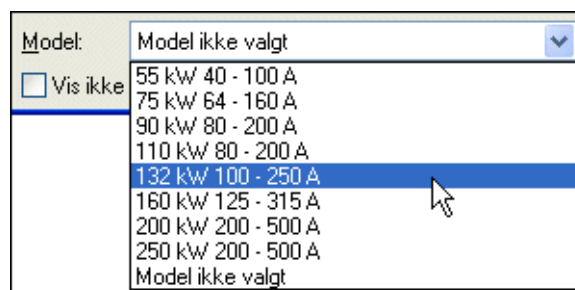 Model: Model ikke valgt
Vis ikke
55 kW 40 - 100 A
75 kW 64 - 160 A
90 kW 80 - 200 A
110 kW 80 - 200 A
132 kW 100 - 250 A
160 kW 125 - 315 A
200 kW 200 - 500 A
250 kW 200 - 500 A
Model ikke valgt